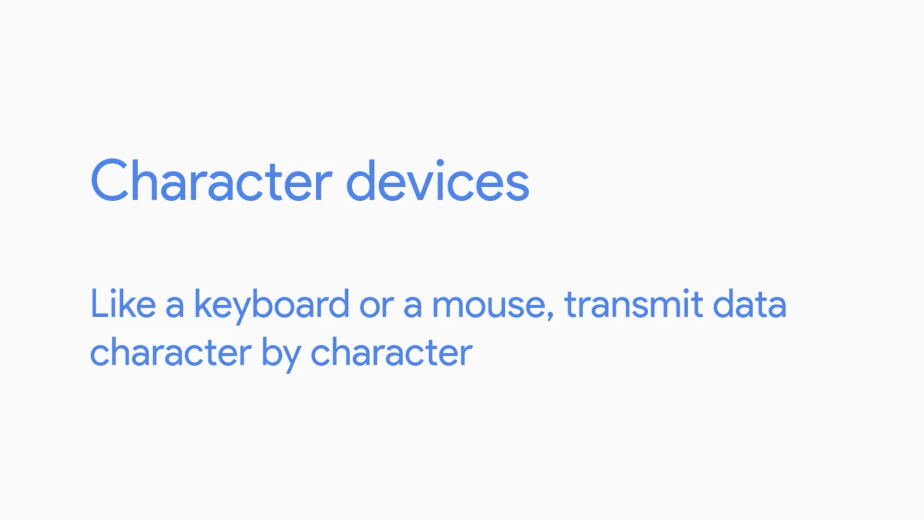 Character devices
Like a keyboard or a mouse, transmit data
character by character